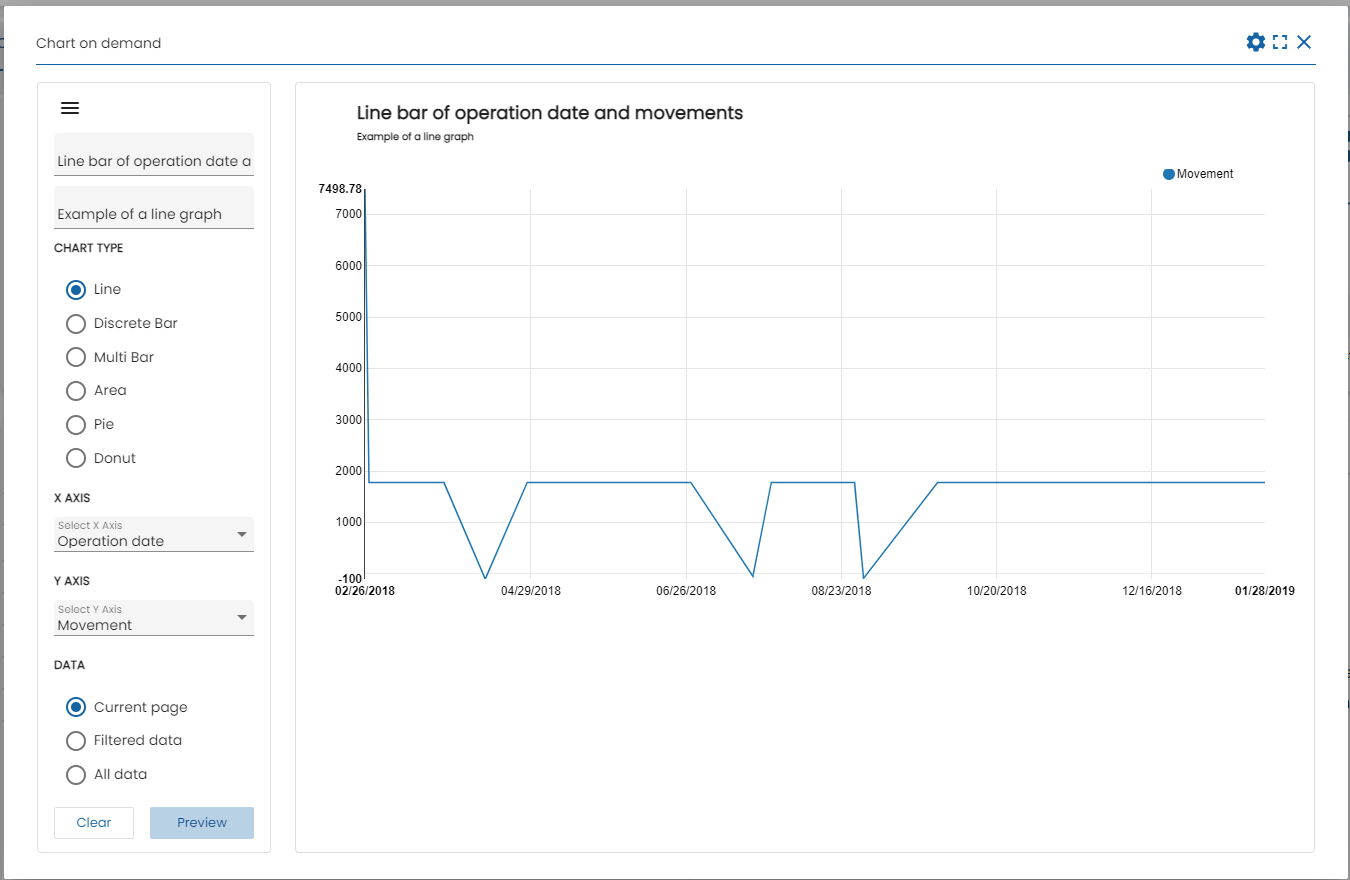 Chart on demand
Line bar of operation date a
Example of a line graph
CHART TYPE
Line
Discrete Bar
Multi Bar
Area
Pie
Donut
X AXIS
Select X Axis
Operation date
Y AXIS
Select Y Axis
Movement
DATA
Current page
Filtered data
All data
Clear Preview
Line bar of operation date and movements
Example of a line graph
Movement
7498.78
7000
6000
5000
4000
3000
2000
1000
-100
02/26/2018 04/29/2018 06/26/2018 08/23/2018 10/20/2018 12/16/2018 01/28/2019